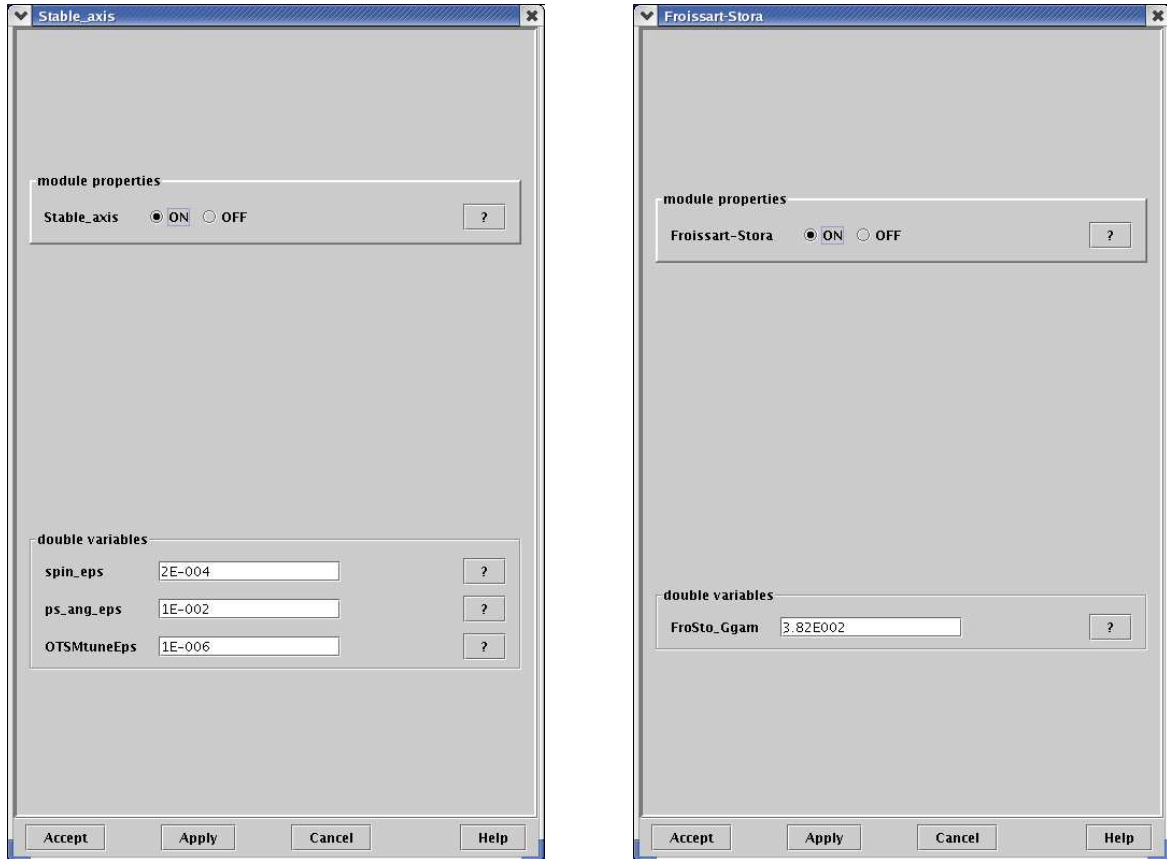 Stable_axis
module properties
Stable_axis ON OFF ?
double variables
spin_eps 2E-004 ?
ps_ang_eps 1E-002 ?
OTSMtuneEps 1E-006 ?
Accept Apply Cancel Help
Froissart-Stora
module properties
Froissart-Stora ON OFF ?
double variables
FroSto_Ggam 3.82E002 ?
Accept Apply Cancel Help